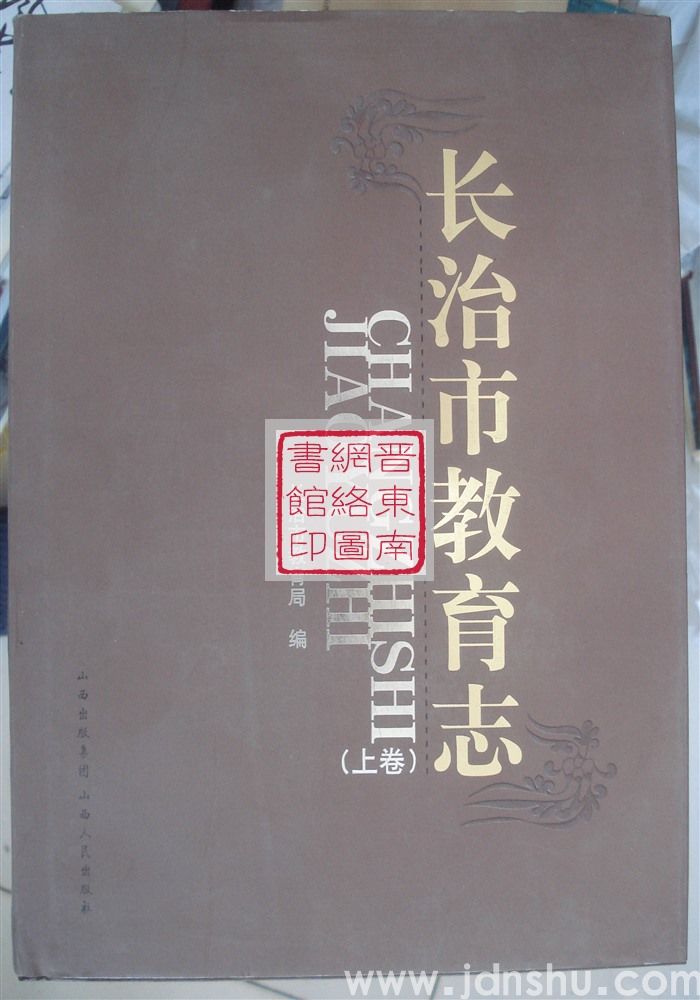 长治市教育志
CHANGZHISHI
JIAOYUZHI
(上卷)
育局 编
山西出版集团 山西人民出版社
晋東南
網絡圖
書館印
www.jdnshu.com